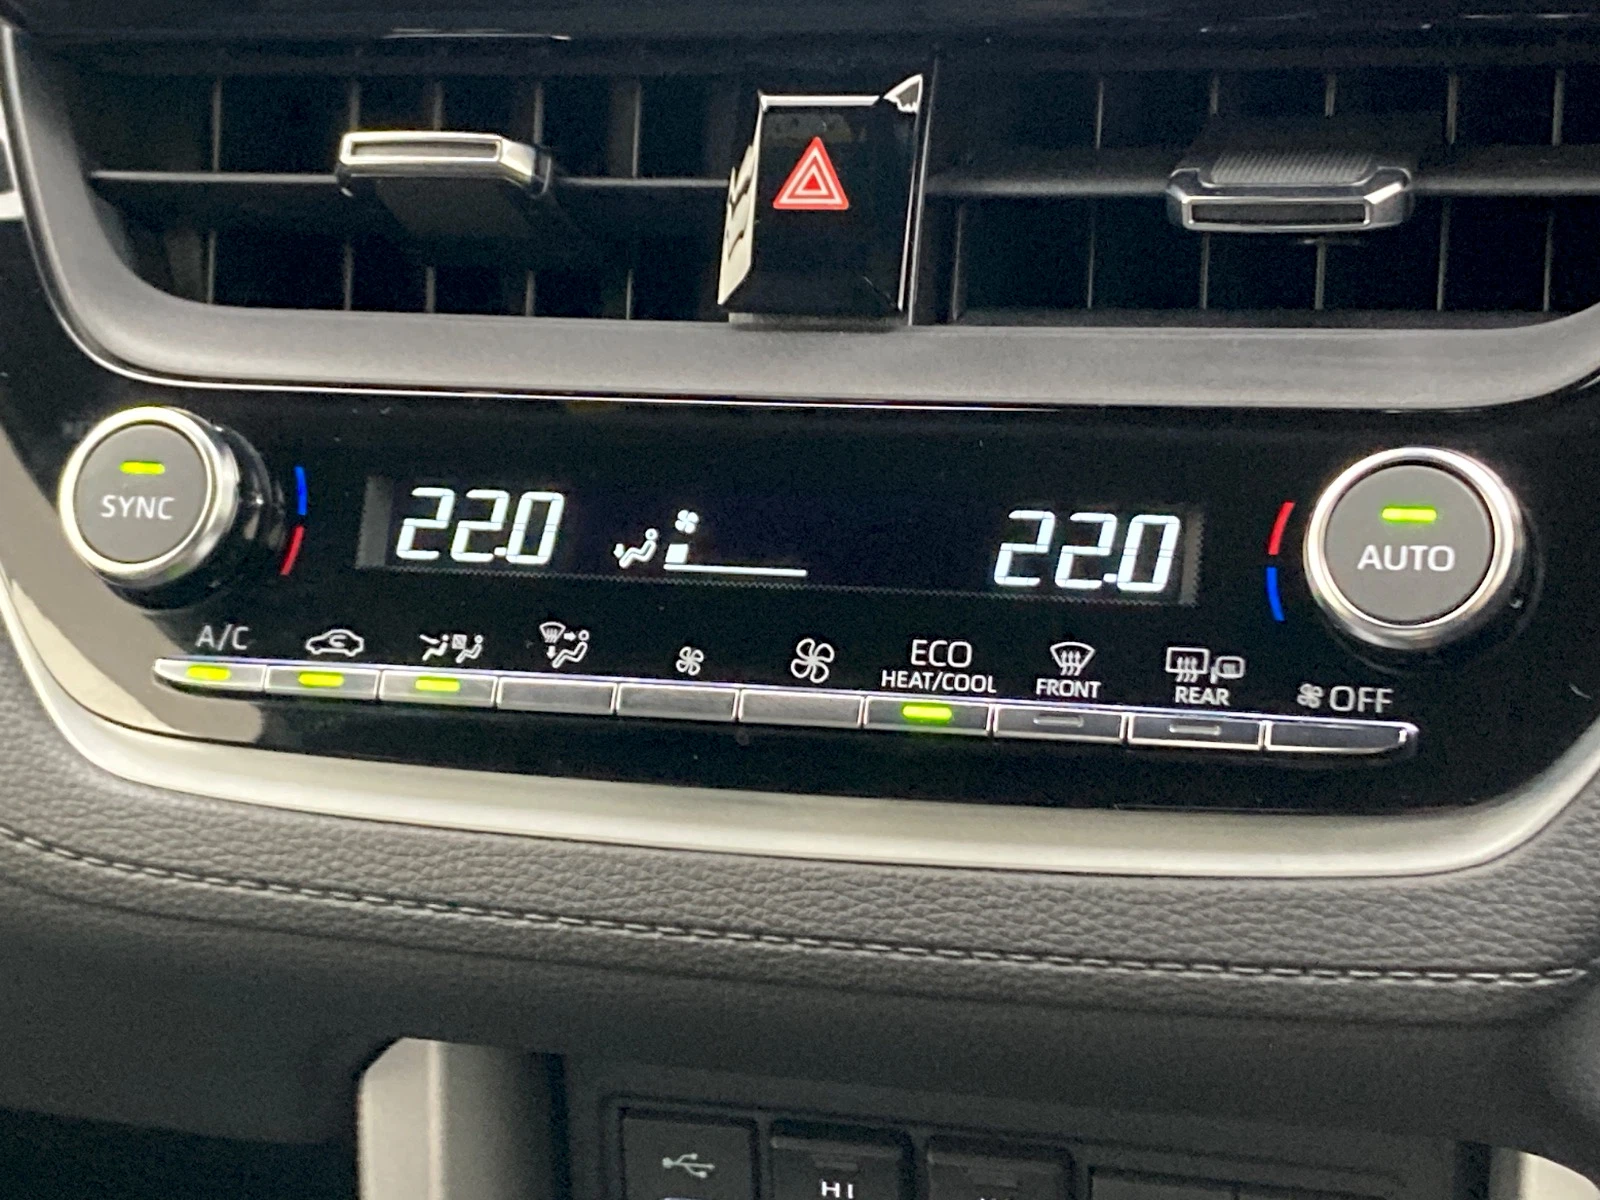 SYNC
22.0
22.0
AUTO
A/C
ECO
HEAT/COOL
FRONT
REAR
OFF
HI